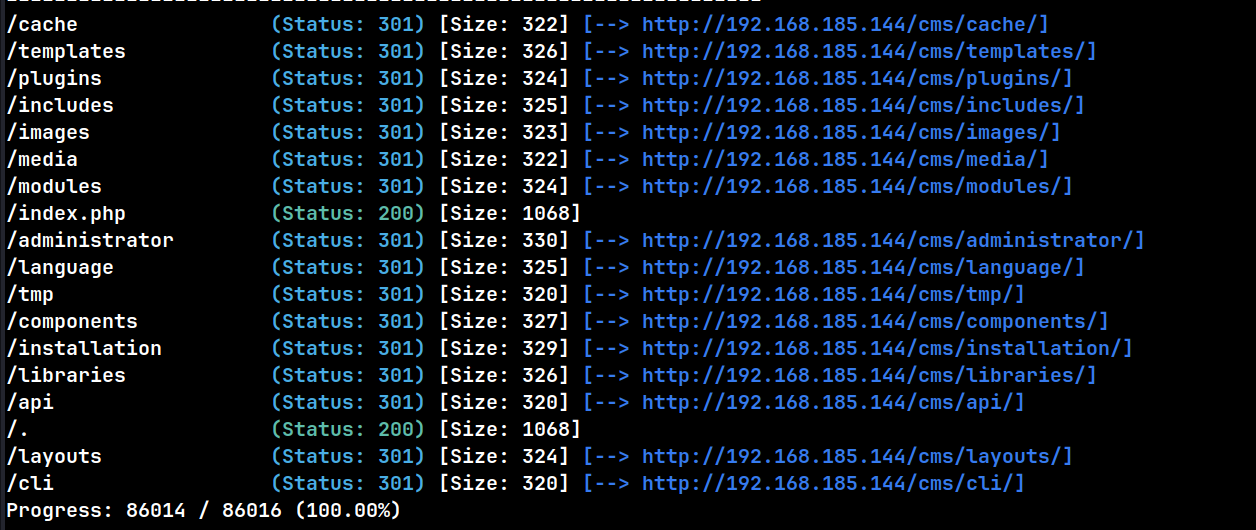 /cache (Status: 301) [Size: 322] [--> http://192.168.185.144/cms/cache/]
/templates (Status: 301) [Size: 326] [--> http://192.168.185.144/cms/templates/]
/plugins (Status: 301) [Size: 324] [--> http://192.168.185.144/cms/plugins/]
/includes (Status: 301) [Size: 325] [--> http://192.168.185.144/cms/includes/]
/images (Status: 301) [Size: 323] [--> http://192.168.185.144/cms/images/]
/media (Status: 301) [Size: 322] [--> http://192.168.185.144/cms/media/]
/modules (Status: 301) [Size: 324] [--> http://192.168.185.144/cms/modules/]
/index.php (Status: 200) [Size: 1068]
/administrator (Status: 301) [Size: 330] [--> http://192.168.185.144/cms/administrator/]
/language (Status: 301) [Size: 325] [--> http://192.168.185.144/cms/language/]
/tmp (Status: 301) [Size: 320] [--> http://192.168.185.144/cms/tmp/]
/components (Status: 301) [Size: 327] [--> http://192.168.185.144/cms/components/]
/installation (Status: 301) [Size: 329] [--> http://192.168.185.144/cms/installation/]
/libraries (Status: 301) [Size: 326] [--> http://192.168.185.144/cms/libraries/]
/api (Status: 301) [Size: 320] [--> http://192.168.185.144/cms/api/]
/. (Status: 200) [Size: 1068]
/layouts (Status: 301) [Size: 324] [--> http://192.168.185.144/cms/layouts/]
/cli (Status: 301) [Size: 320] [--> http://192.168.185.144/cms/cli/]
Progress: 86014 / 86016 (100.00%)